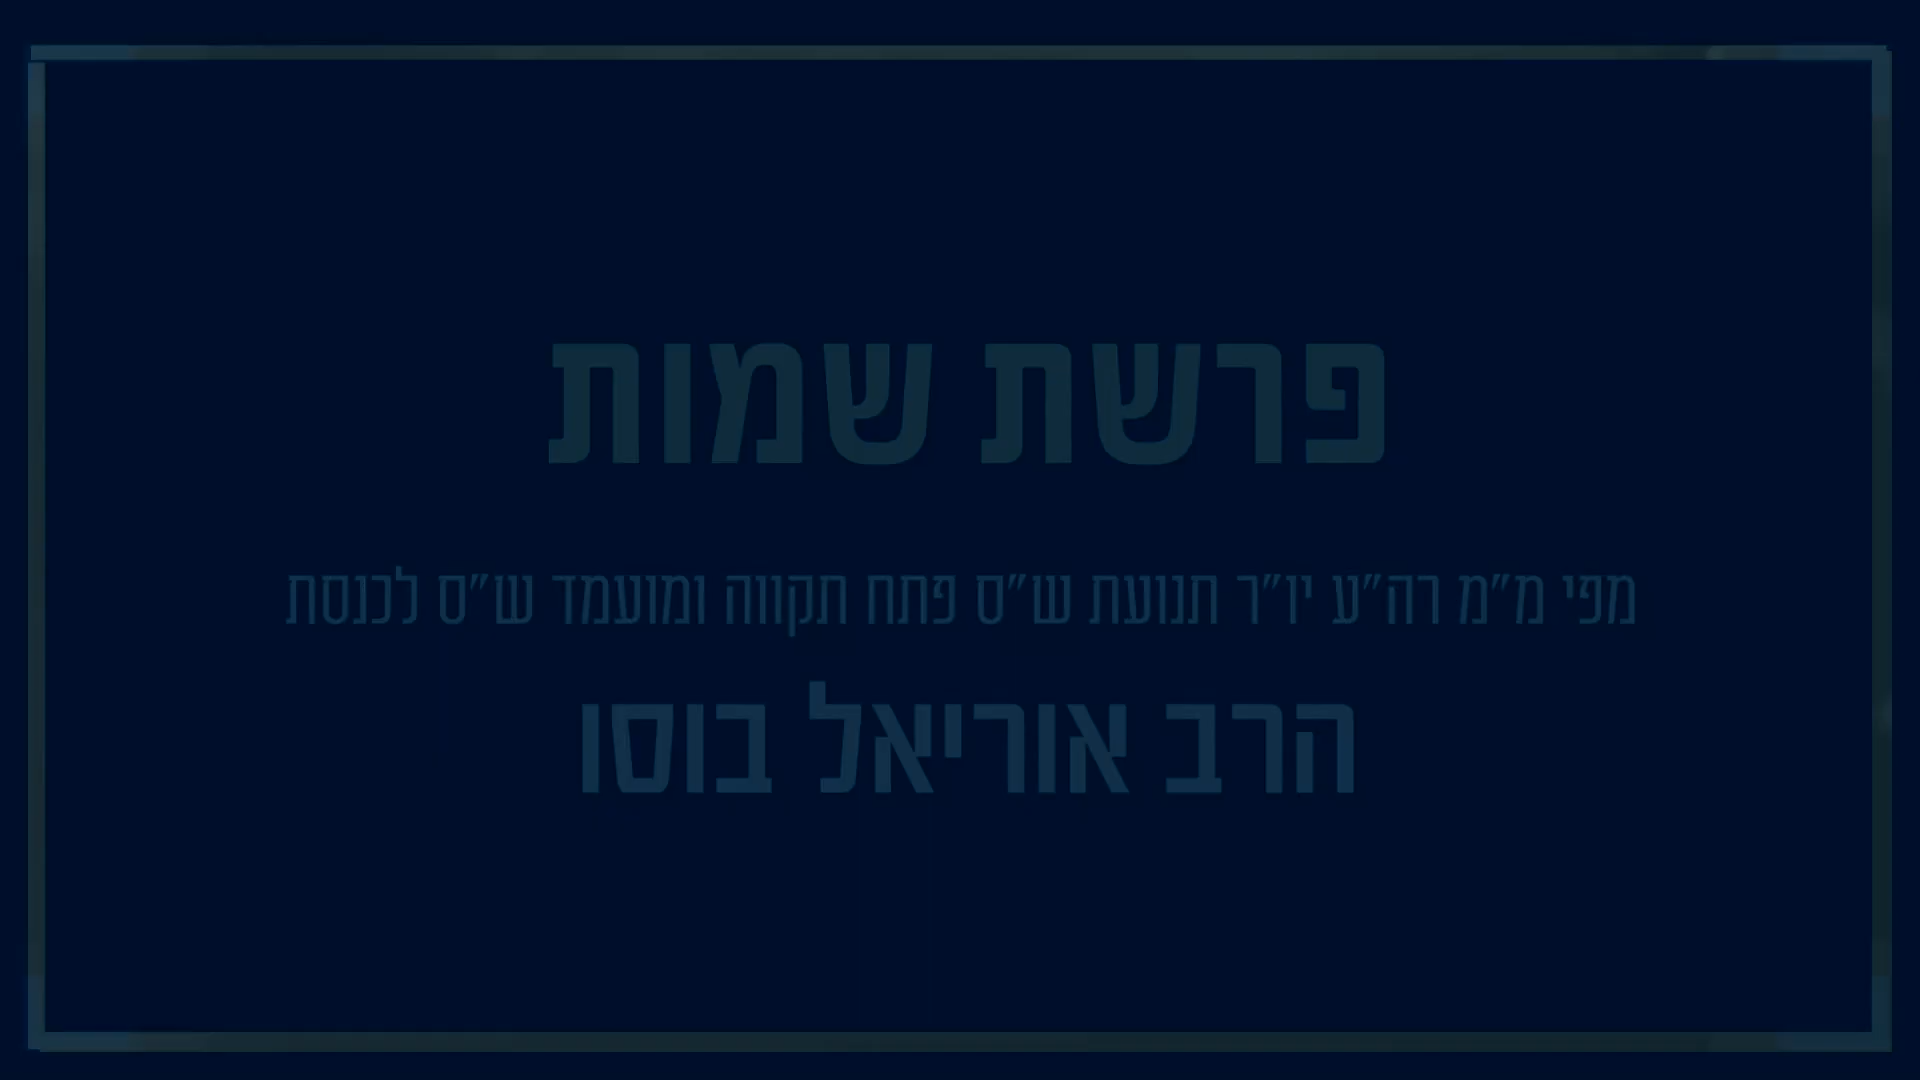 פרשת שמות
מפי מ"מ רה"ע יו"ר תנועת ש"ס פתח תקווה ומועמד ש"ס לכנסת
הרב אוריאל בוסו